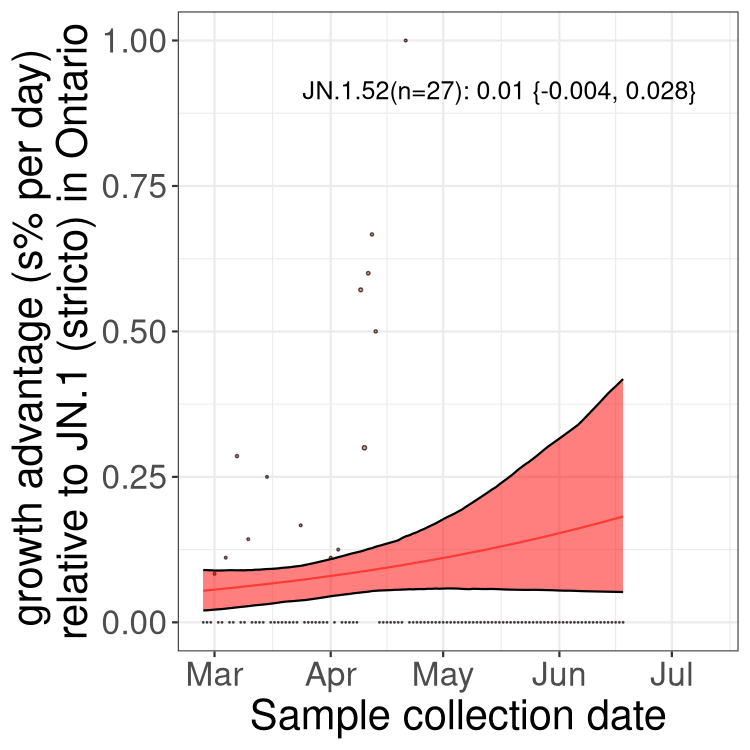 growth advantage (s% per day)
relative to JN.1 (stricto) in Ontario
1.00
0.75
0.50
0.25
0.00
JN.1.52(n=27): 0.01 {-0.004, 0.028}
Mar Apr May Jun Jul
Sample collection date